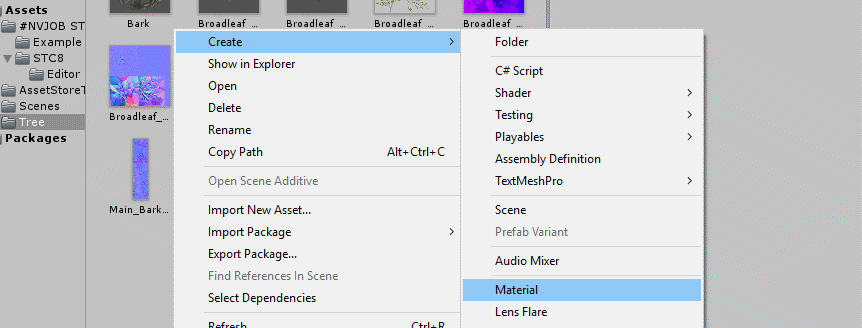 Assets
#NVJOB ST
Example
STC8
Editor
AssetStoreT
Scenes
Tree
Packages
Bark
Broadleaf_
Broadleaf_
Broadleaf_
Broadleaf_
Broadleaf_...
Main_Bark...
Create
Show in Explorer
Open
Delete
Rename
Copy Path Alt+Ctrl+C
Open Scene Additive
Import New Asset...
Import Package
Export Package...
Find References In Scene
Select Dependencies
Refresh Ctrl+R
Folder
C# Script
Shader
Testing
Playables
Assembly Definition
TextMeshPro
Scene
Prefab Variant
Audio Mixer
Material
Lens Flare